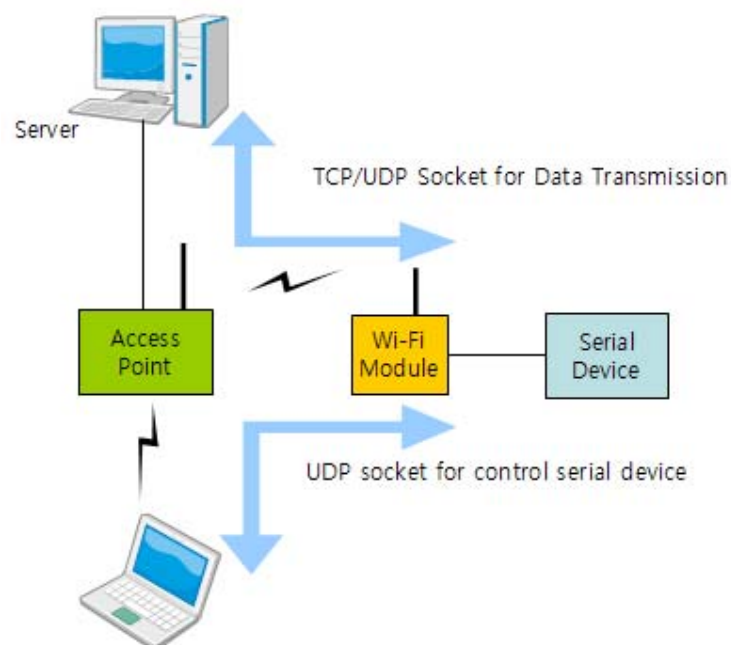 Server
TCP/UDP Socket for Data Transmission
Access
Point
Wi-Fi
Module
Serial
Device
UDP socket for control serial device